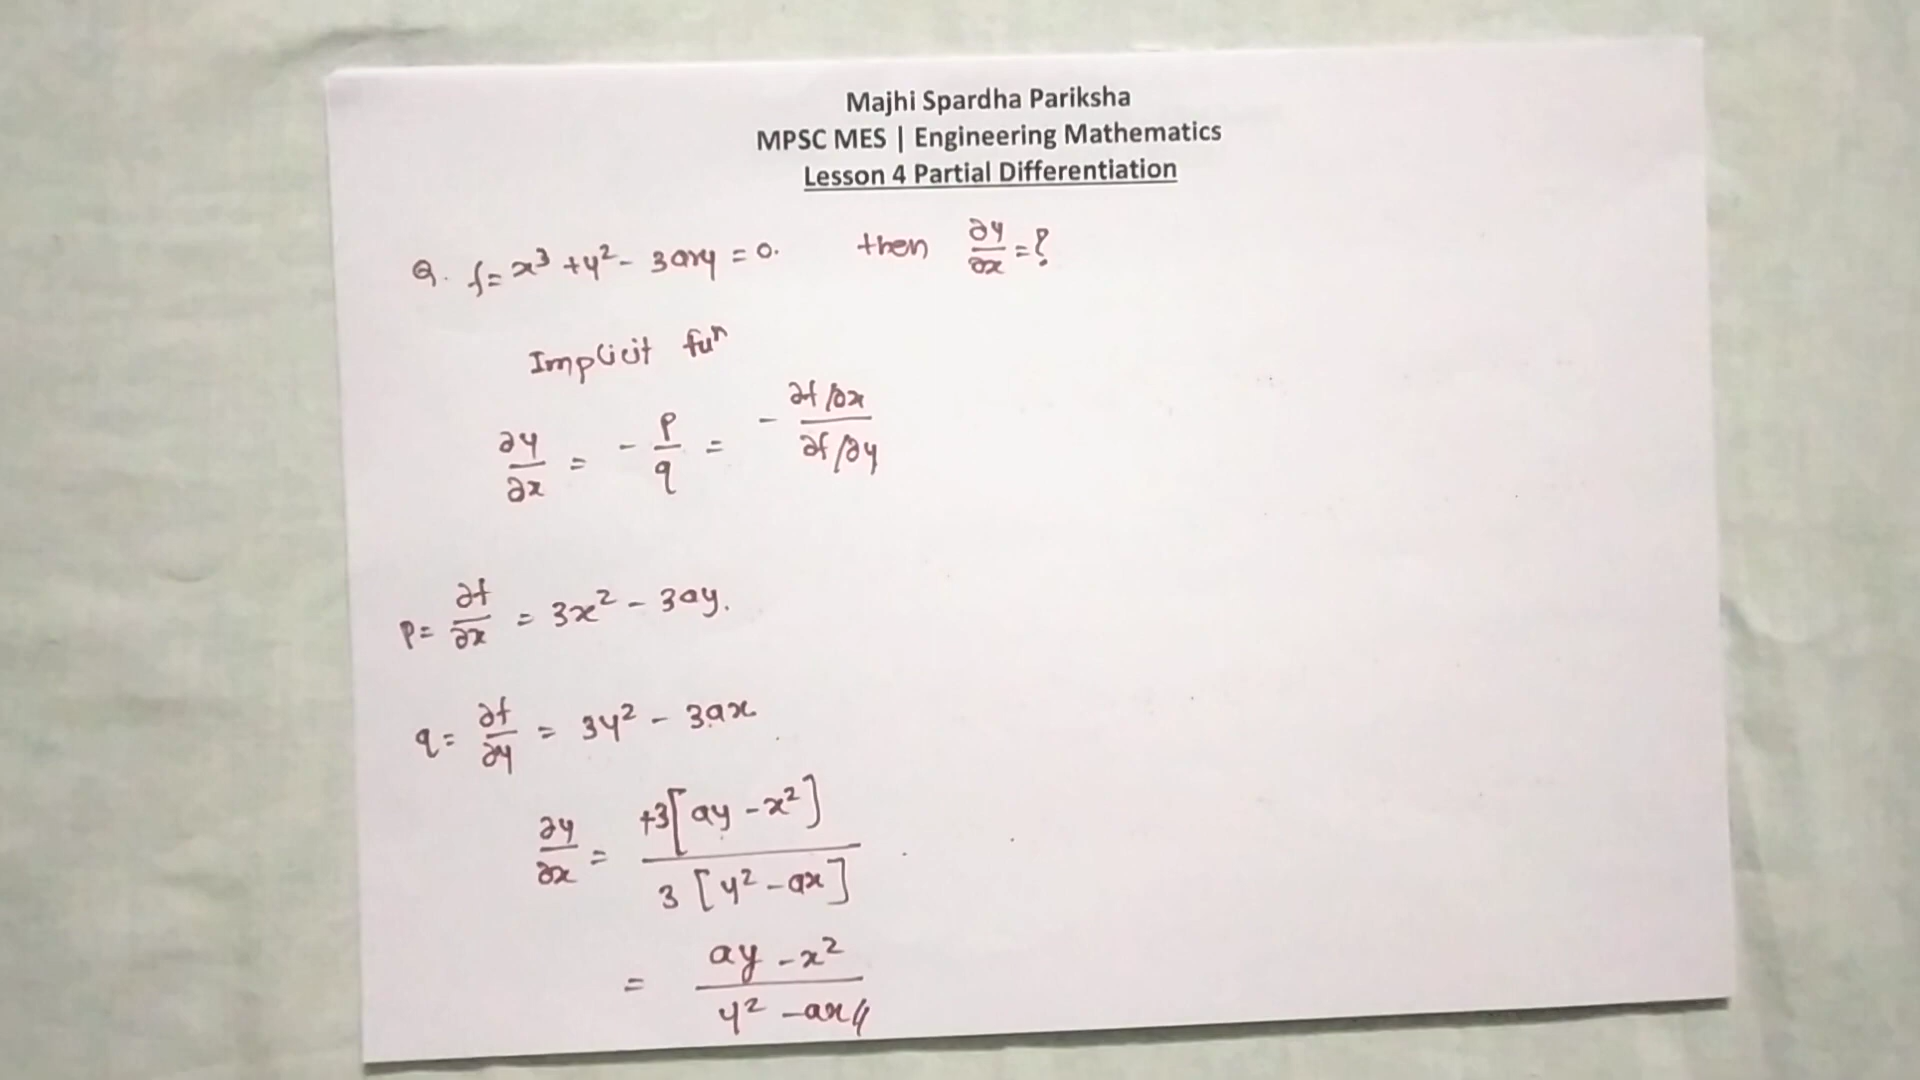 Majhi Spardha Pariksha
MPSC MES | Engineering Mathematics
Lesson 4 Partial Differentiation
Q. f = x³ + y² - 3axy = 0. then ∂y/∂x = ?
Implicit fuⁿ
∂y/∂x = - p/q = - ∂f/∂x / ∂f/∂y
p = ∂f/∂x = 3x² - 3ay.
q = ∂f/∂y = 3y² - 3ax
∂y/∂x = +3[ay - x²] / 3[y² - ax]
= ay - x² / y² - ax